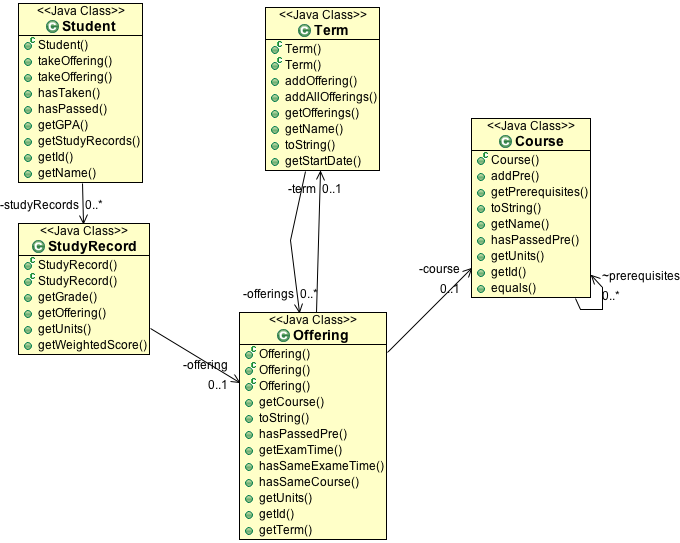 <<Java Class>>
Student
Student()
takeOffering()
takeOffering()
hasTaken()
hasPassed()
getGPA()
getStudyRecords()
getId()
getName()
-studyRecords 0..*
<<Java Class>>
StudyRecord
StudyRecord()
StudyRecord()
getGrade()
getOffering()
getUnits()
getWeightedScore()
-offering
0..1
<<Java Class>>
Term
Term()
Term()
addOffering()
addAllOfferings()
getOfferings()
getName()
toString()
getStartDate()
-term 0..1
-offerings 0..*
<<Java Class>>
Offering
Offering()
Offering()
Offering()
getCourse()
toString()
hasPassedPre()
getExamTime()
hasSameExameTime()
hasSameCourse()
getUnits()
getId()
getTerm()
-course
0..1
<<Java Class>>
Course
Course()
addPre()
getPrerequisites()
toString()
getName()
hasPassedPre()
getUnits()
getId()
equals()
~prerequisites
0..*